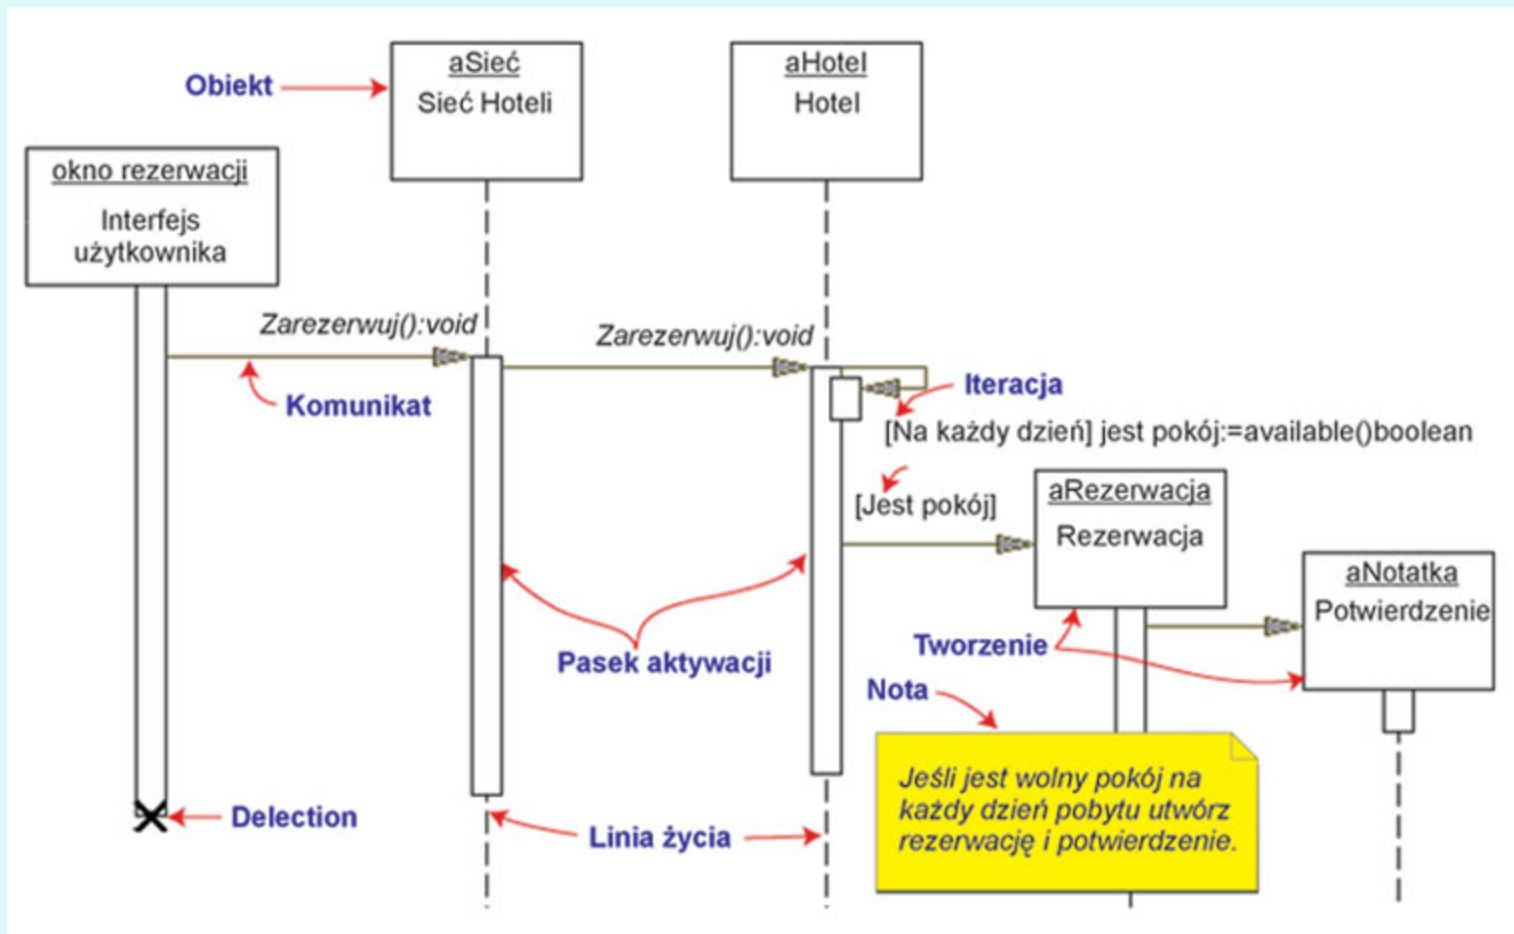 aSieć
Sieć Hoteli
aHotel
Hotel
Obiekt
okno rezerwacji
Interfejs
użytkownika
Zarezerwuj():void
Zarezerwuj():void
Komunikat
Iteracja
[Na każdy dzień] jest pokój:=available()boolean
[Jest pokój]
aRezerwacja
Rezerwacja
aNotatka
Potwierdzenie
Tworzenie
Pasek aktywacji
Nota
Jeśli jest wolny pokój na
każdy dzień pobytu utwórz
rezerwację i potwierdzenie.
Delection
Linia życia